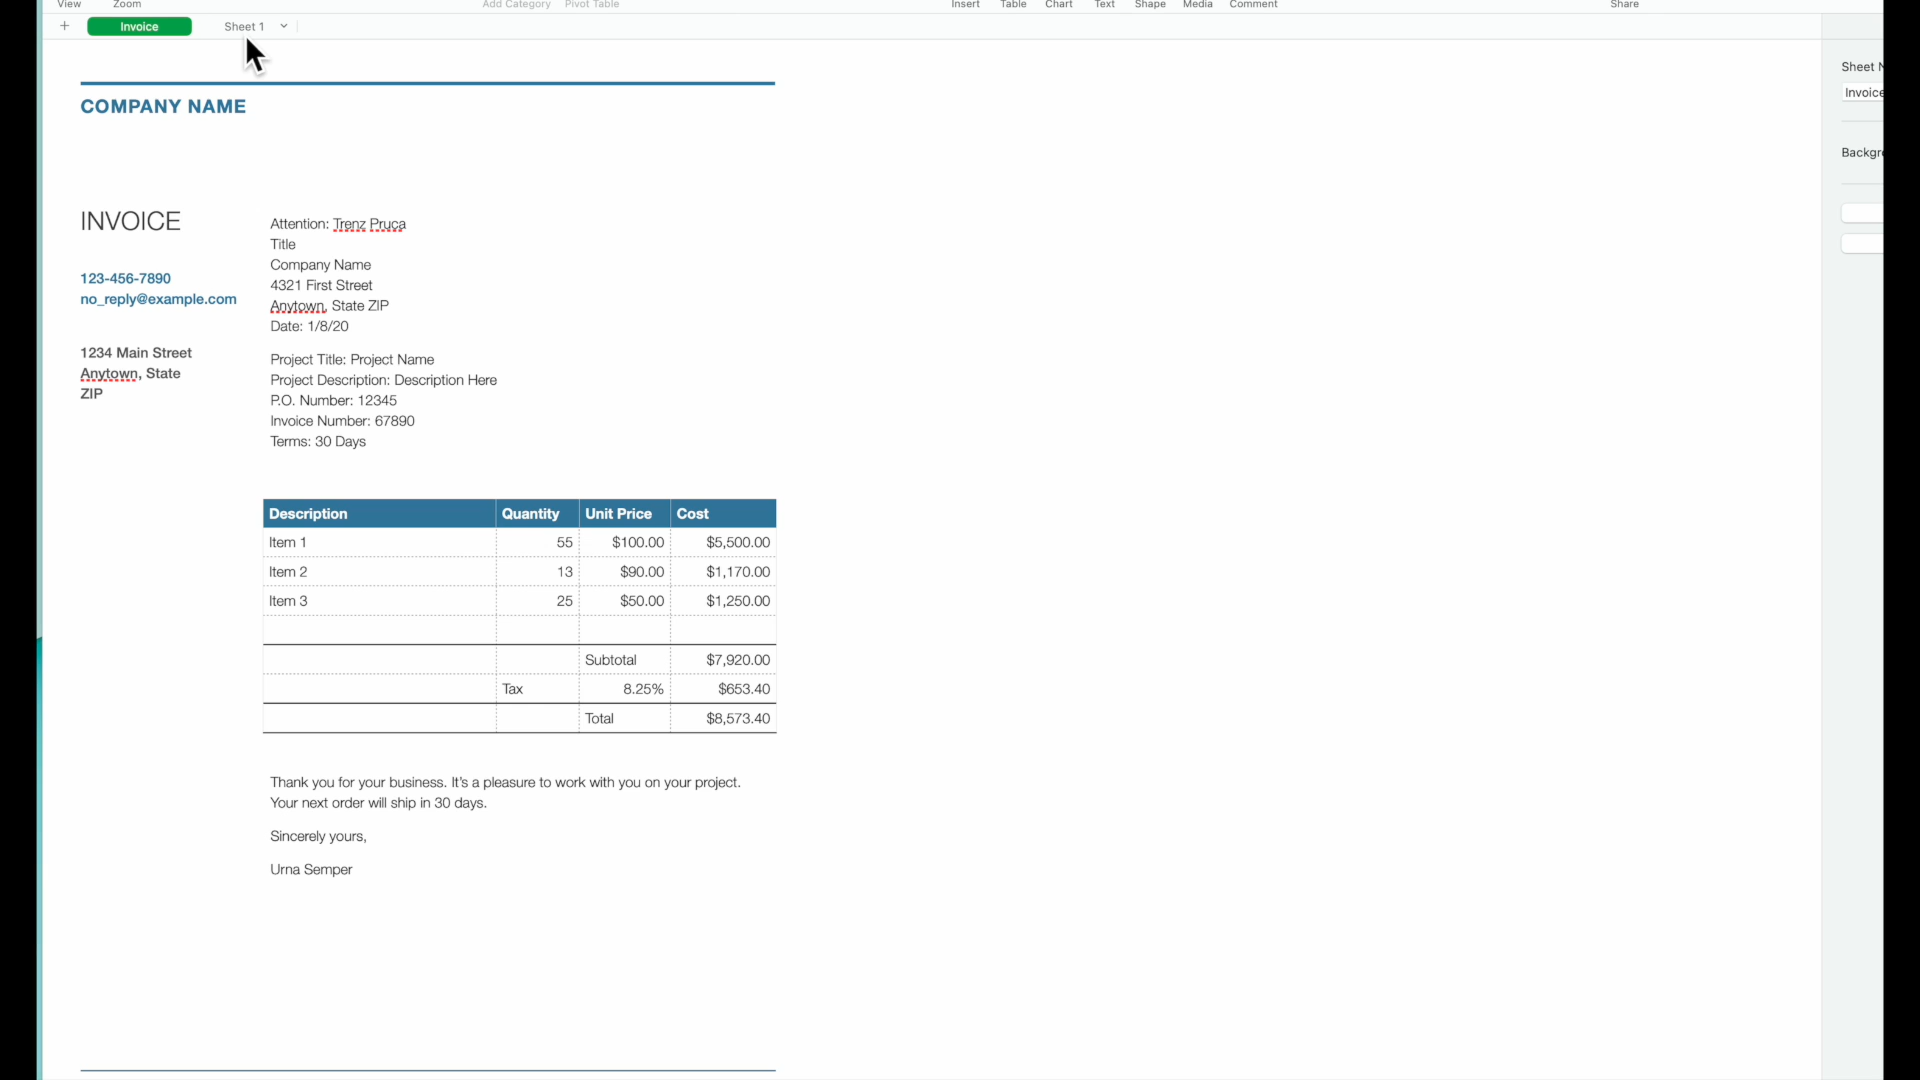 View Zoom Add Category Pivot Table Insert Table Chart Text Shape Media Comment Share
Invoice Sheet 1
Sheet
Invoice
COMPANY NAME
INVOICE
123-456-7890
no_reply@example.com
1234 Main Street
Anytown, State
ZIP
Attention: Trenz Pruca
Title
Company Name
4321 First Street
Anytown, State ZIP
Date: 1/8/20
Project Title: Project Name
Project Description: Description Here
P.O. Number: 12345
Invoice Number: 67890
Terms: 30 Days
Description Quantity Unit Price Cost
Item 1 55 $100.00 $5,500.00
Item 2 13 $90.00 $1,170.00
Item 3 25 $50.00 $1,250.00
Subtotal $7,920.00
Tax 8.25% $653.40
Total $8,573.40
Thank you for your business. It's a pleasure to work with you on your project.
Your next order will ship in 30 days.
Sincerely yours,
Urna Semper